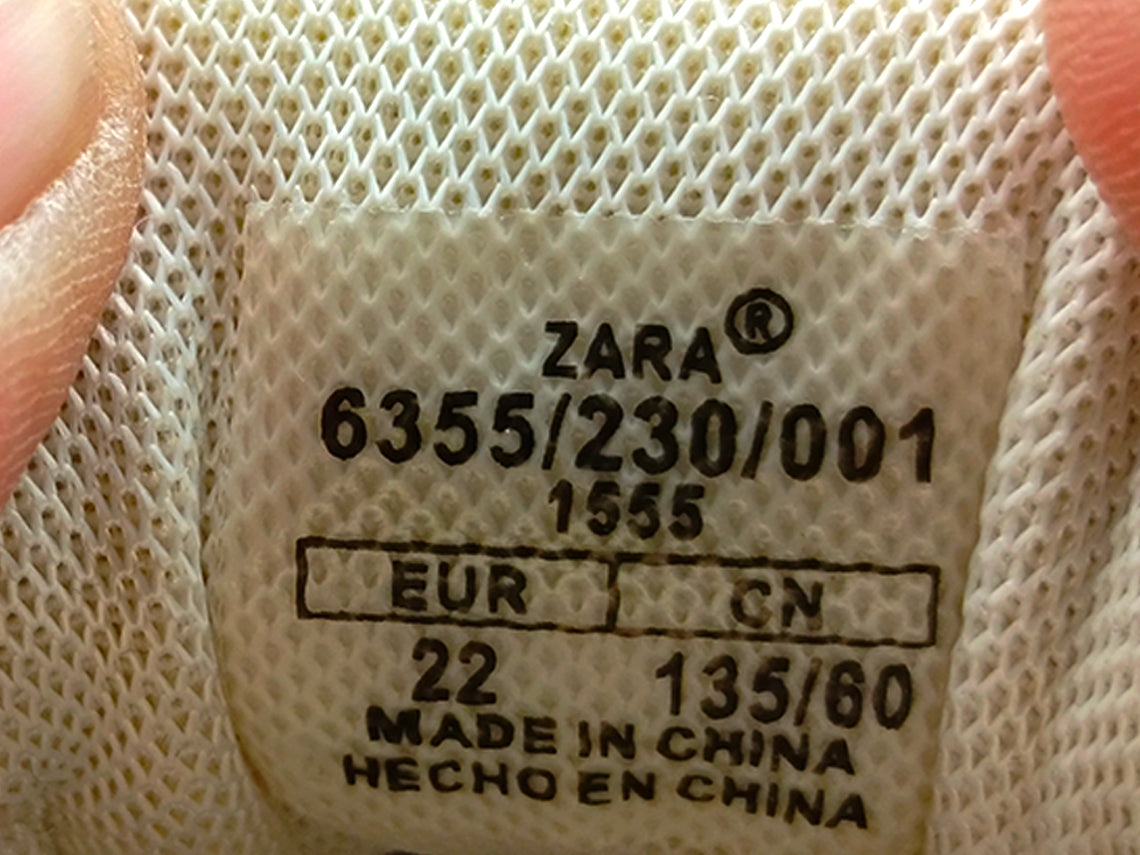 ZARA®
6355/230/001
1555
EUR CN
22 135/60
MADE IN CHINA
HECHO EN CHINA